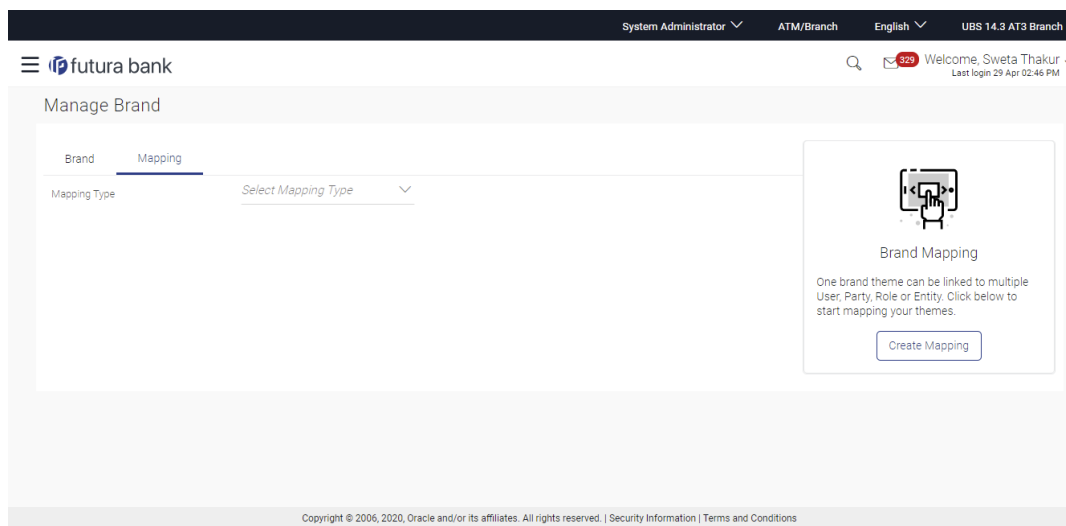 System Administrator ATM/Branch English UBS 14.3 AT3 Branch
futura bank
329
Welcome, Sweta Thakur
Last login 29 Apr 02:46 PM
Manage Brand
Brand Mapping
Mapping Type Select Mapping Type
Brand Mapping
One brand theme can be linked to multiple
User, Party, Role or Entity. Click below to
start mapping your themes.
Create Mapping
Copyright © 2006, 2020, Oracle and/or its affiliates. All rights reserved. | Security Information | Terms and Conditions